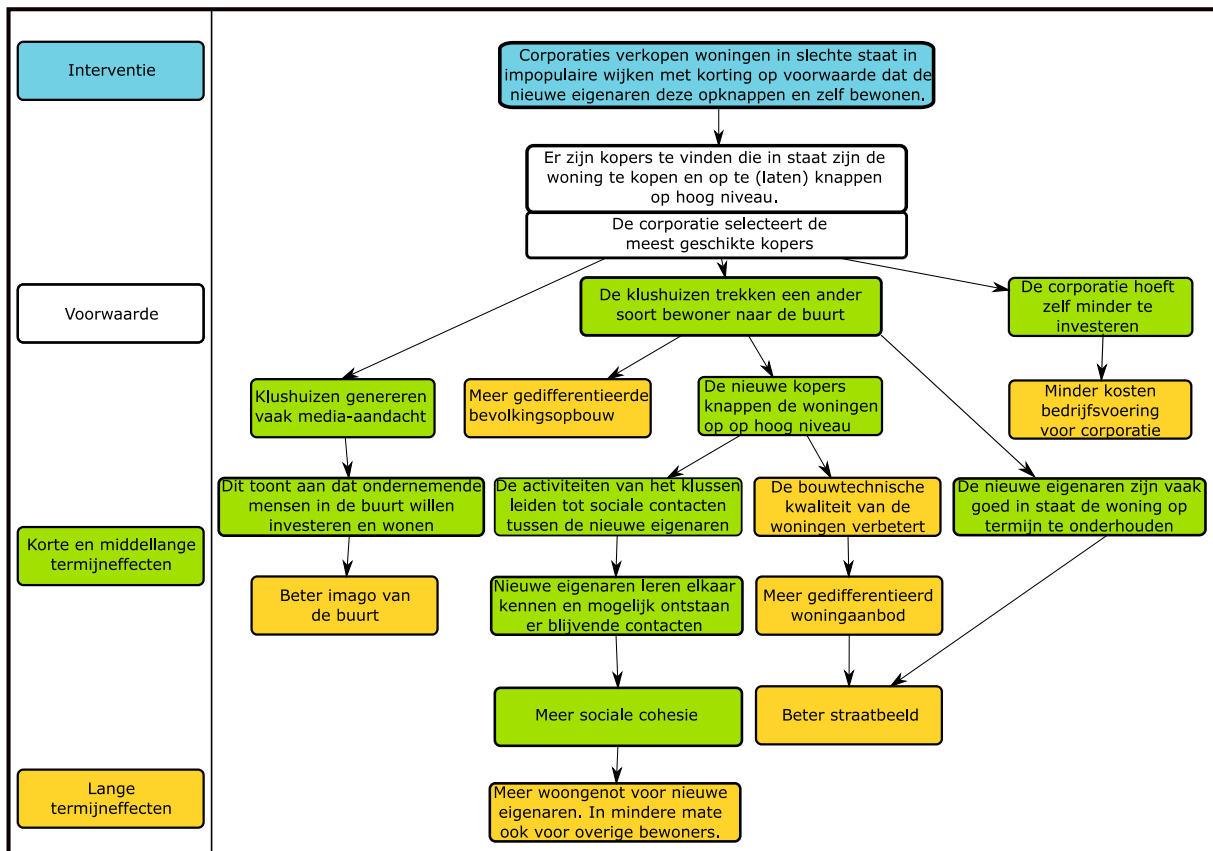 Interventie
Voorwaarde
Korte en middellange
termijneffecten
Lange
termijneffecten
Corporaties verkopen woningen in slechte staat in
impopulaire wijken met korting op voorwaarde dat de
nieuwe eigenaren deze opknappen en zelf bewonen.
Er zijn kopers te vinden die in staat zijn de
woning te kopen en op te (laten) knappen
op hoog niveau.
De corporatie selecteert de
meest geschikte kopers
De klushuizen trekken een ander
soort bewoner naar de buurt
De corporatie hoeft
zelf minder te
investeren
Klushuizen genereren
vaak media-aandacht
Meer gedifferentieerde
bevolkingsopbouw
De nieuwe kopers
knappen de woningen
op op hoog niveau
Minder kosten
bedrijfsvoering
voor corporatie
Dit toont aan dat ondernemende
mensen in de buurt willen
investeren en wonen
De activiteiten van het klussen
leiden tot sociale contacten
tussen de nieuwe eigenaren
De bouwtechnische
kwaliteit van de
woningen verbetert
De nieuwe eigenaren zijn vaak
goed in staat de woning op
termijn te onderhouden
Beter imago van
de buurt
Nieuwe eigenaren leren elkaar
kennen en mogelijk ontstaan
er blijvende contacten
Meer gedifferentieerd
woningaanbod
Meer sociale cohesie
Beter straatbeeld
Meer woongenot voor nieuwe
eigenaren. In mindere mate
ook voor overige bewoners.